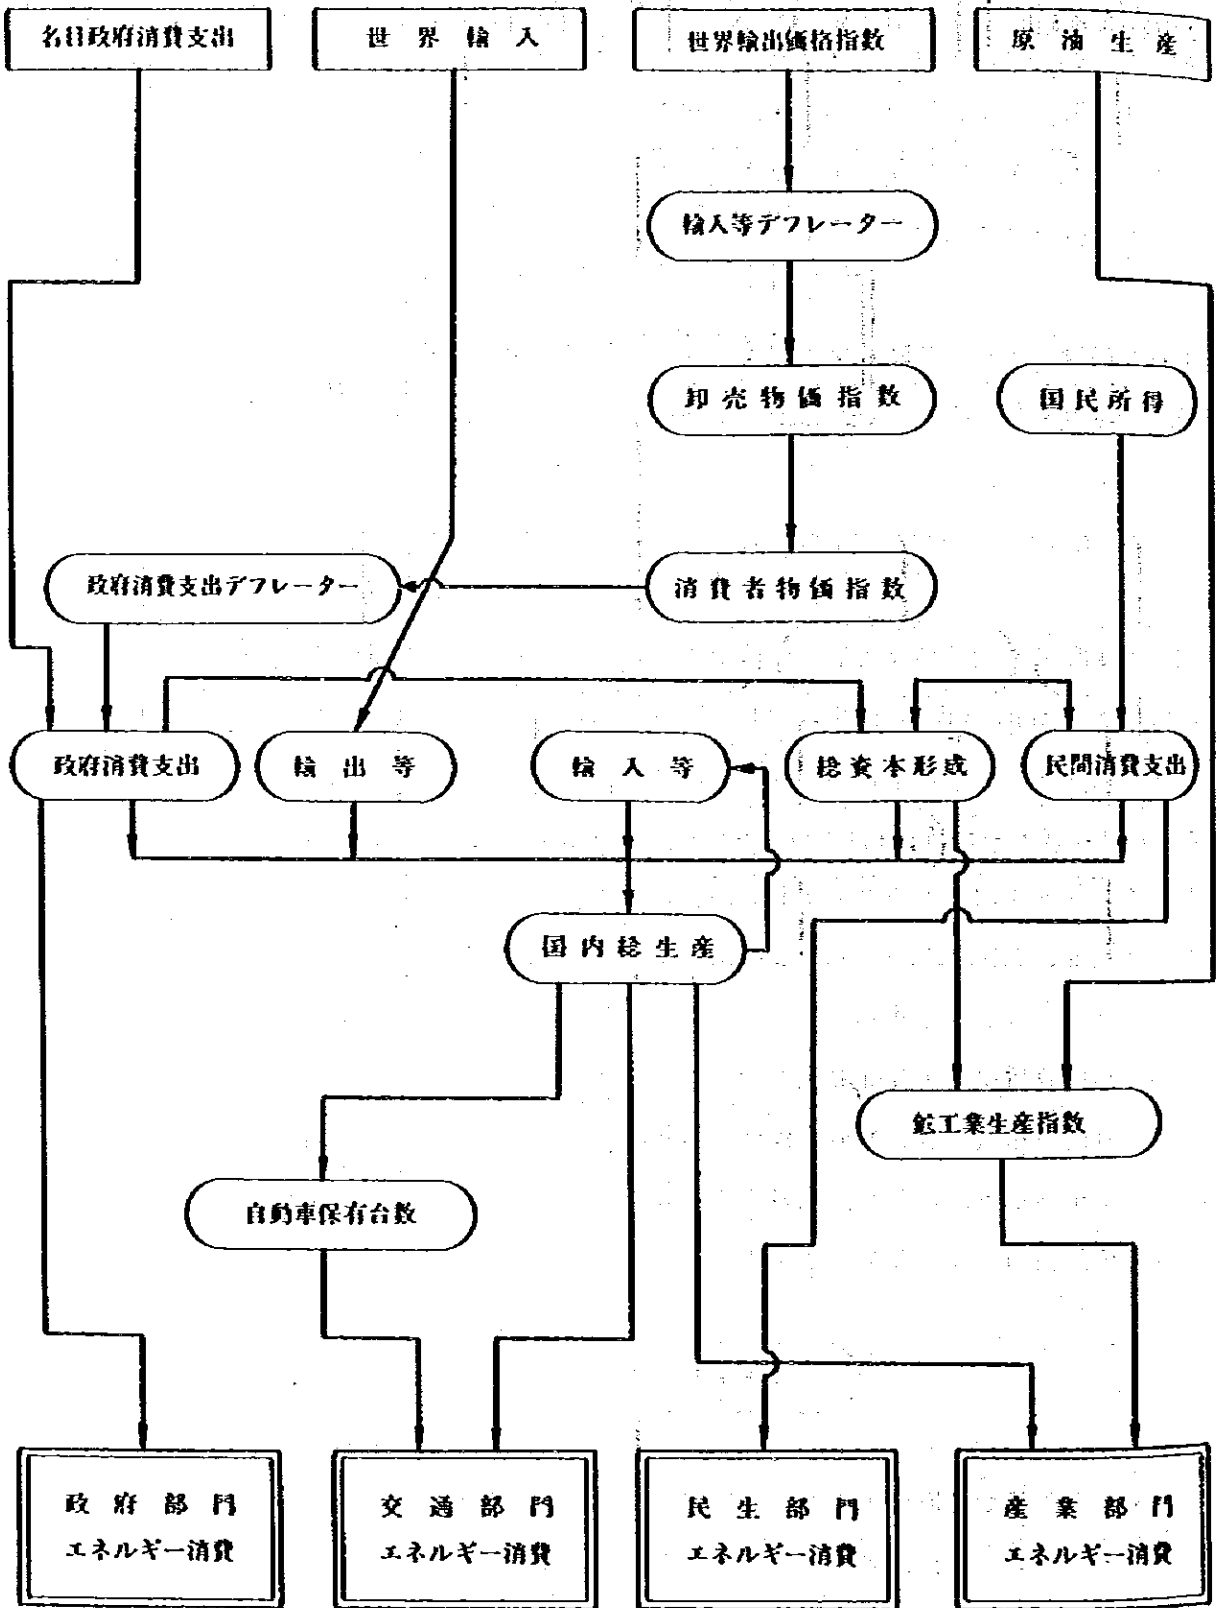 名目政府消費支出
世界輸入
世界輸出価格指数
原油生産
輸入等デフレーター
卸売物価指数
国民所得
政府消費支出デフレーター
消費者物価指数
政府消費支出
輸出等
輸入等
総資本形成
民間消費支出
国内総生産
鉱工業生産指数
自動車保有台数
政府部門
エネルギー消費
交通部門
エネルギー消費
民生部門
エネルギー消費
産業部門
エネルギー消費